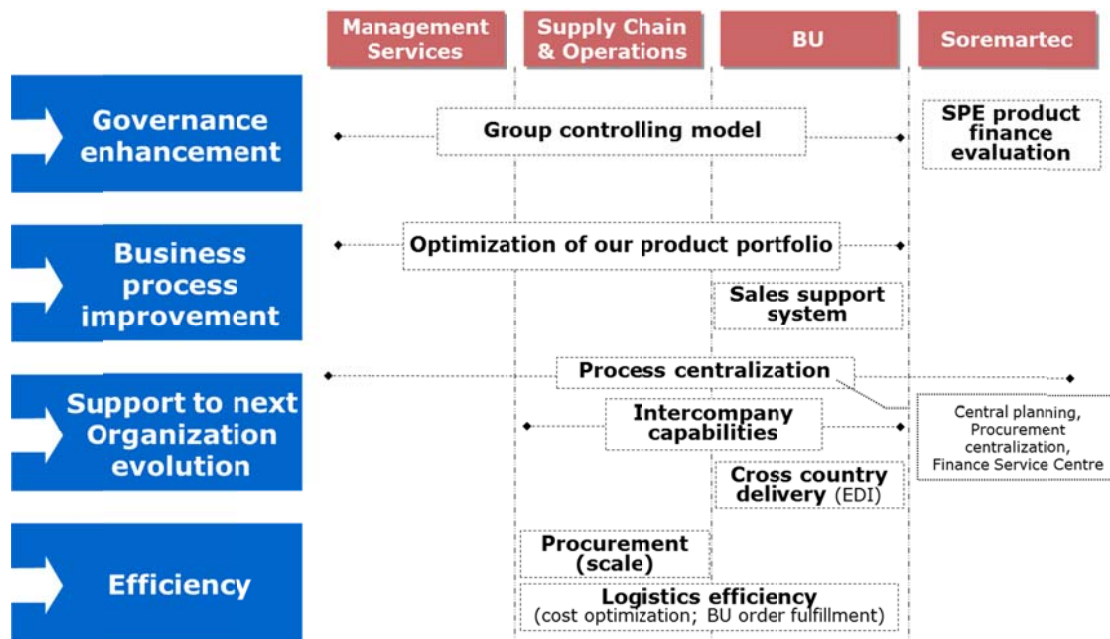 Management
Services
Supply Chain
& Operations
BU
Soremartec
Governance
enhancement
Group controlling model
SPE product
finance
evaluation
Business
process
improvement
Optimization of our product portfolio
Sales support
system
Support to next
Organization
evolution
Process centralization
Intercompany
capabilities
Central planning,
Procurement
centralization,
Finance Service Centre
Cross country
delivery (EDI)
Efficiency
Procurement
(scale)
Logistics efficiency
(cost optimization; BU order fulfillment)